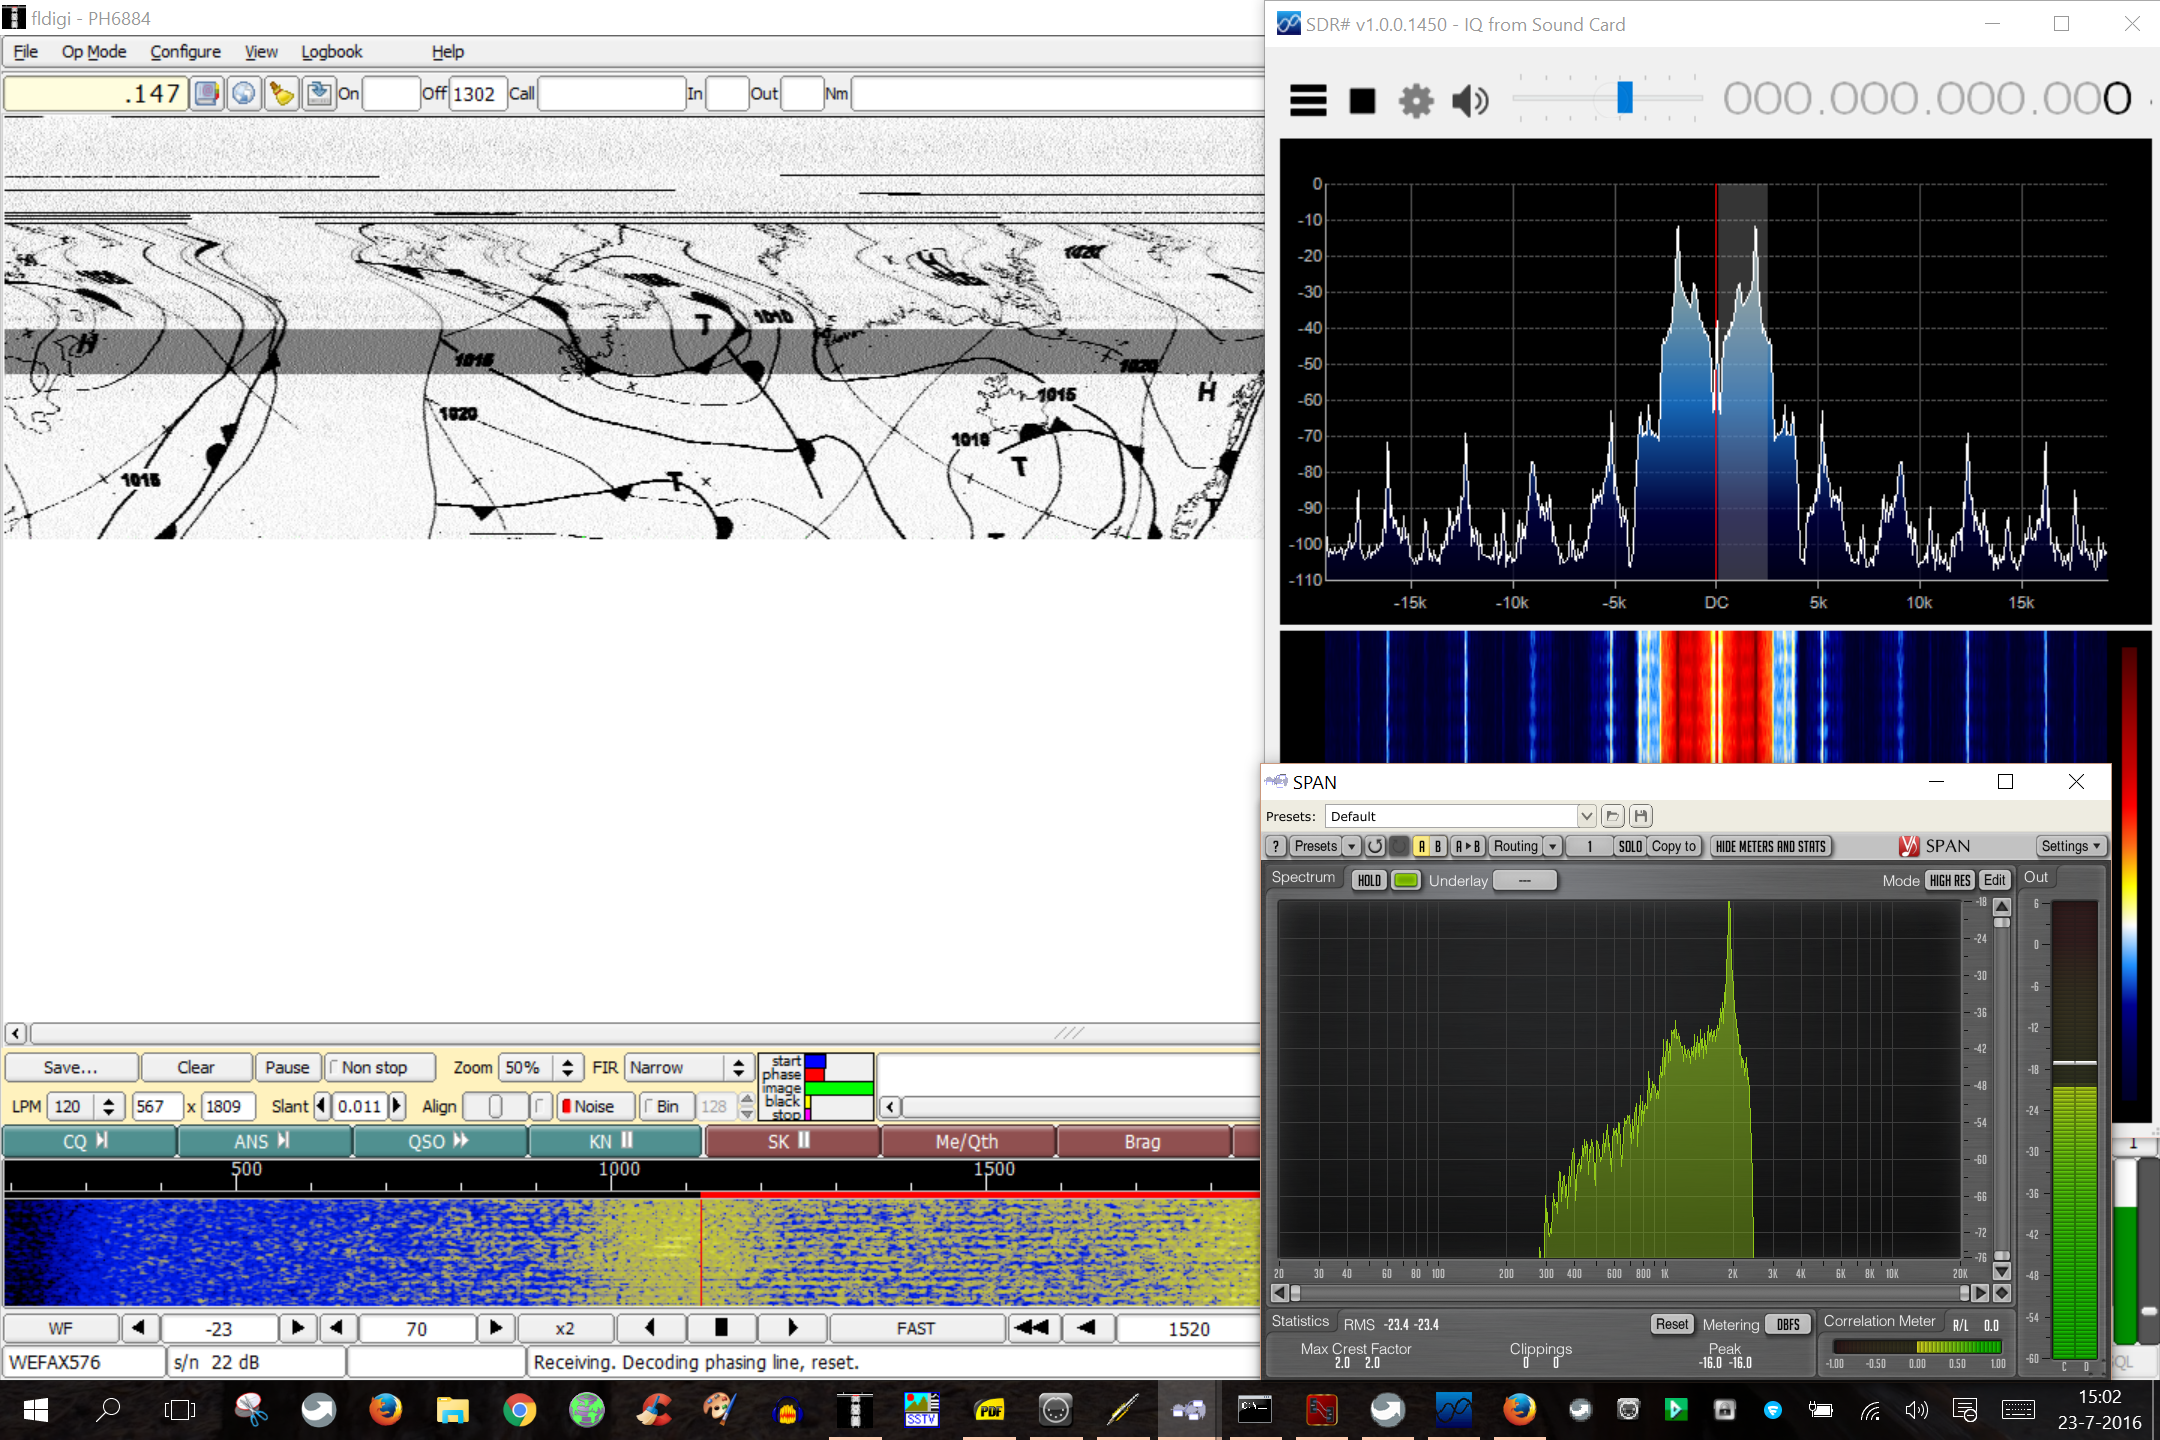 fldigi - PH6884
File Op Mode Configure View Logbook Help
.147 On Off 1302 Call In Out Nm
1020
T 1010
H
1015 1020
1020 1015 H
1010 T
1015 T
Save... Clear Pause Non stop Zoom 50% FIR Narrow
start
phase
image
black
stop
LPM 120 567 x 1809 Slant 0.011 Align Noise Bin 128
CQ ANS QSO KN SK Me/Qth Brag
500 1000 1500
WF -23 70 x2 FAST 1520
WEFAX576 s/n 22 dB Receiving. Decoding phasing line, reset.
SDR# v1.0.0.1450 - IQ from Sound Card
000.000.000.000
0
-10
-20
-30
-40
-50
-60
-70
-80
-90
-100
-110
-15k -10k -5k DC 5k 10k 15k
SPAN
Presets: Default
? Presets A B A▸B Routing 1 SOLO Copy to HIDE METERS AND STATS SPAN Settings
Spectrum HOLD Underlay --- Mode HIGH RES Edit Out
-18
-24
-30
-36
-42
-48
-54
-60
-66
-72
-76
6
0
-6
-12
-18
-24
-30
-36
-42
-48
-54
-60
20 30 40 60 80 100 200 300 400 600 800 1K 2K 3K 4K 6K 8K 10K 20K
Statistics RMS -23.4 -23.4 Reset Metering DBFS Correlation Meter R/L 0.0
Max Crest Factor Clippings Peak
2.0 2.0 0 0 -16.0 -16.0 -1.00 -0.50 0.00 0.50 1.00
1
QL
SSTV PDF
15:02
23-7-2016